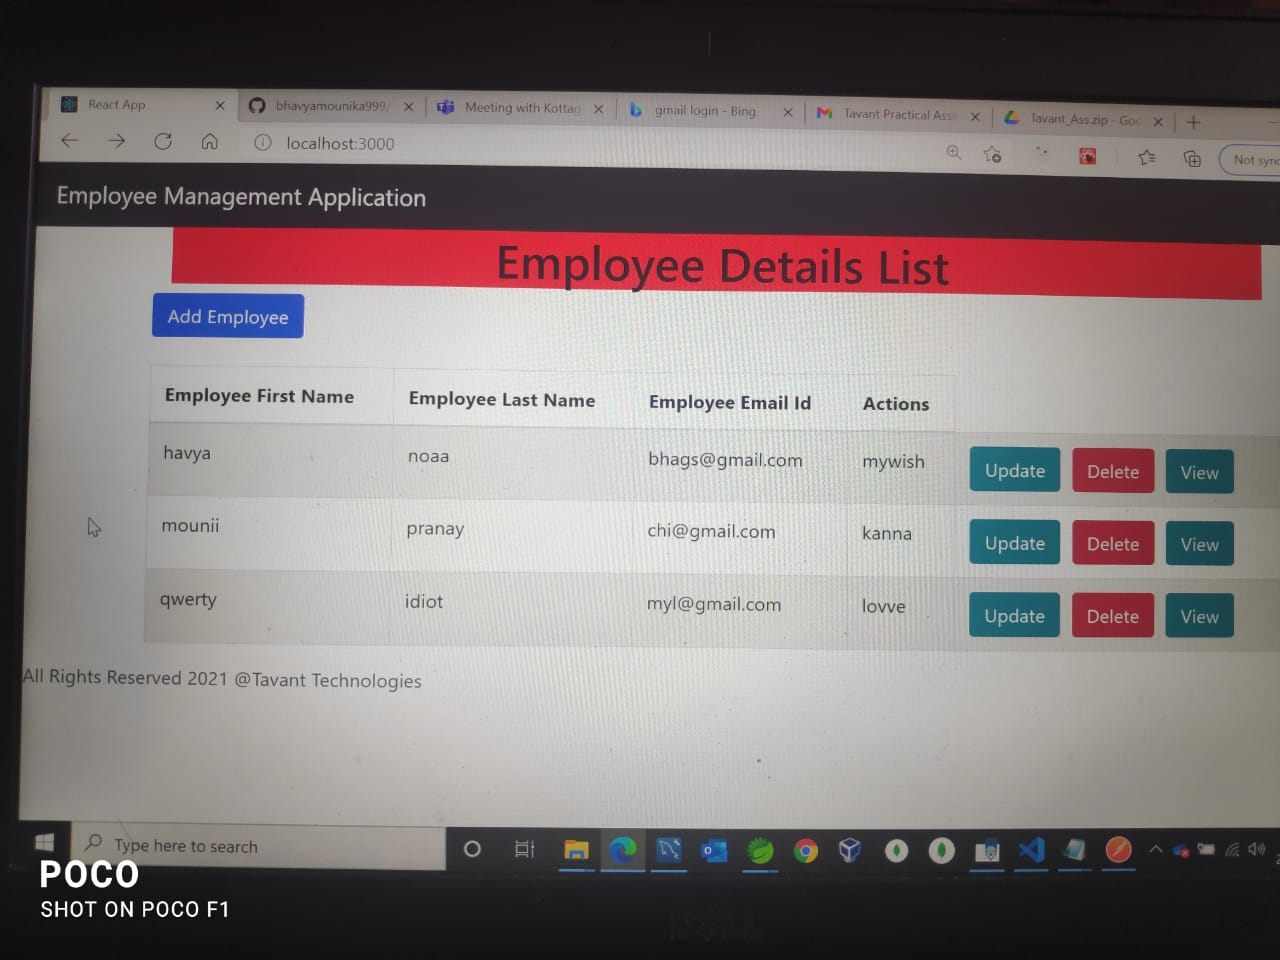 React App
bhavyamounika999/
Meeting with Kottag
gmail login - Bing
Tavant Practical Asse
Tavant_Ass.zip - Goo
localhost:3000
Not sync
Employee Management Application
Employee Details List
Add Employee
Employee First Name Employee Last Name Employee Email Id Actions
havya noaa bhags@gmail.com mywish Update Delete View
mounii pranay chi@gmail.com kanna Update Delete View
qwerty idiot myl@gmail.com lovve Update Delete View
All Rights Reserved 2021 @Tavant Technologies
Type here to search
POCO
SHOT ON POCO F1
DELL